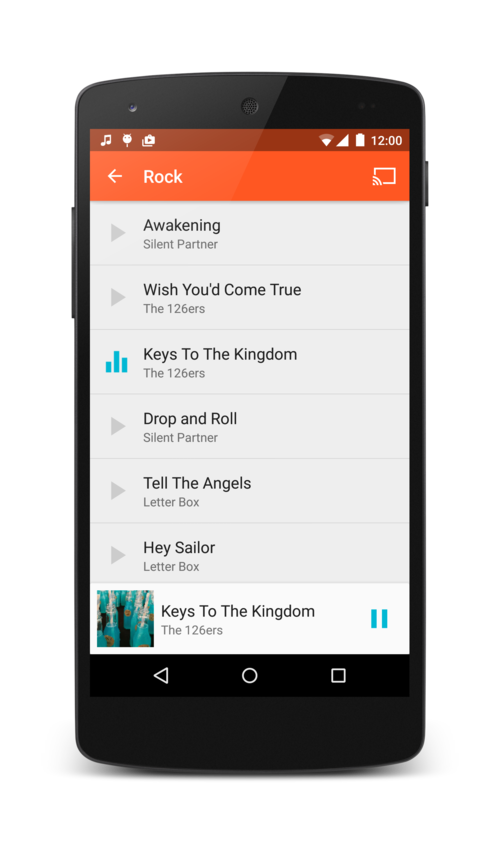 12:00
Rock
Awakening
Silent Partner
Wish You'd Come True
The 126ers
Keys To The Kingdom
The 126ers
Drop and Roll
Silent Partner
Tell The Angels
Letter Box
Hey Sailor
Letter Box
Keys To The Kingdom
The 126ers